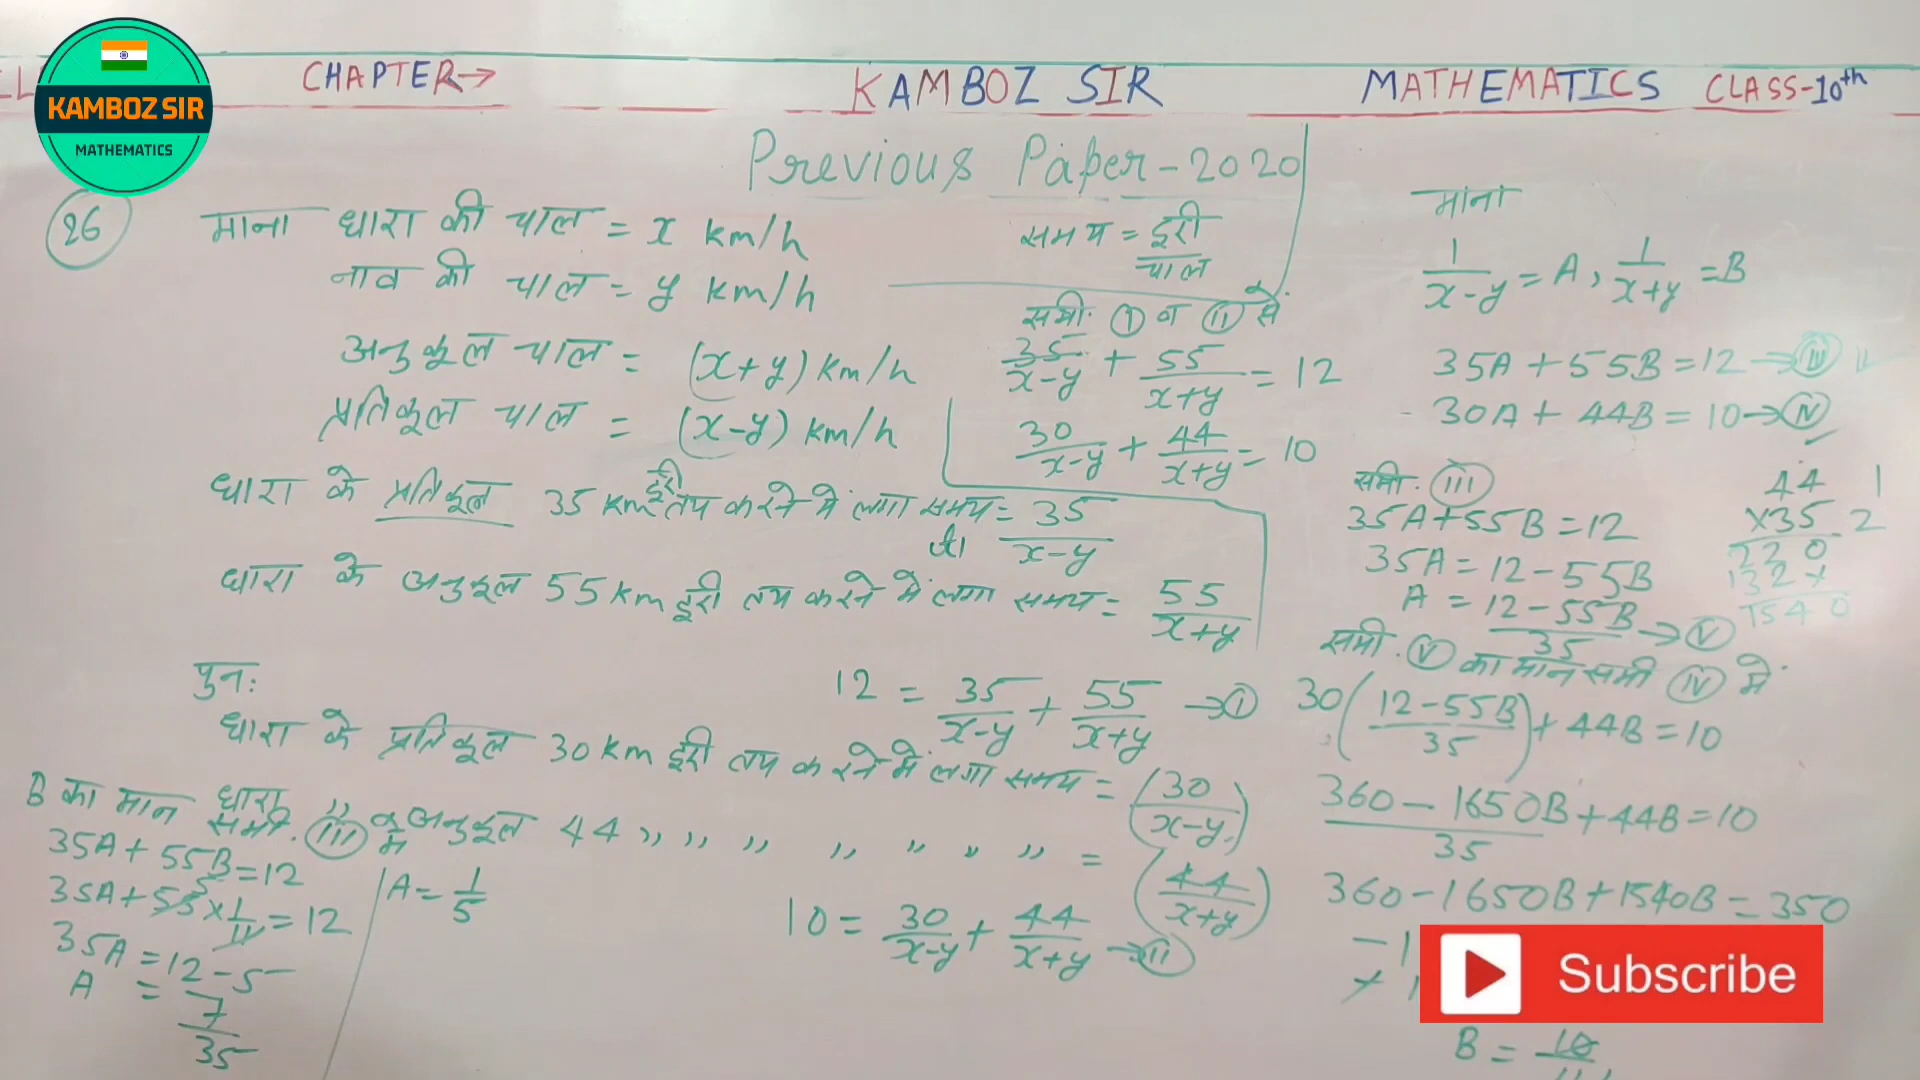 KAMBOZ SIR
MATHEMATICS
CHAPTER→
KAMBOZ SIR
MATHEMATICS CLASS-10th
Previous Paper-2020
26
माना धारा की चाल = x km/h
नाव की चाल = y km/h
अनुकूल चाल = (x+y) km/h
प्रतिकूल चाल = (x-y) km/h
धारा के प्रतिकूल 35 km दूरी तय करने में लगा समय = 35/(x-y)
धारा के अनुकूल 55 km दूरी तय करने में लगा समय = 55/(x+y)
पुनः
12 = 35/(x-y) + 55/(x+y) → I
धारा के प्रतिकूल 30 km दूरी तय करने में लगा समय = (30/(x-y))
धारा ,, के अनुकूल 44 ,, ,, ,, ,, ,, ,, ,, = (44/(x+y))
10 = 30/(x-y) + 44/(x+y) → II
B का मान
समी. III में
35A + 55B = 12
35A + 55 × 1/11 = 12
35A = 12 - 5
A = 7/35
A = 1/5
समय = दूरी/चाल
समी. I व II से
35/(x-y) + 55/(x+y) = 12
30/(x-y) + 44/(x+y) = 10
माना
1/(x-y) = A, 1/(x+y) = B
35A + 55B = 12 → III
30A + 44B = 10 → IV
समी. III
35A + 55B = 12
35A = 12 - 55B
A = (12-55B)/35 → V
44 1
×35 2
220
132×
1540
समी. V का मान समी IV में
30((12-55B)/35) + 44B = 10
(360 - 1650B)/35 + 44B = 10
360 - 1650B + 1540B = 350
B = 10
Subscribe